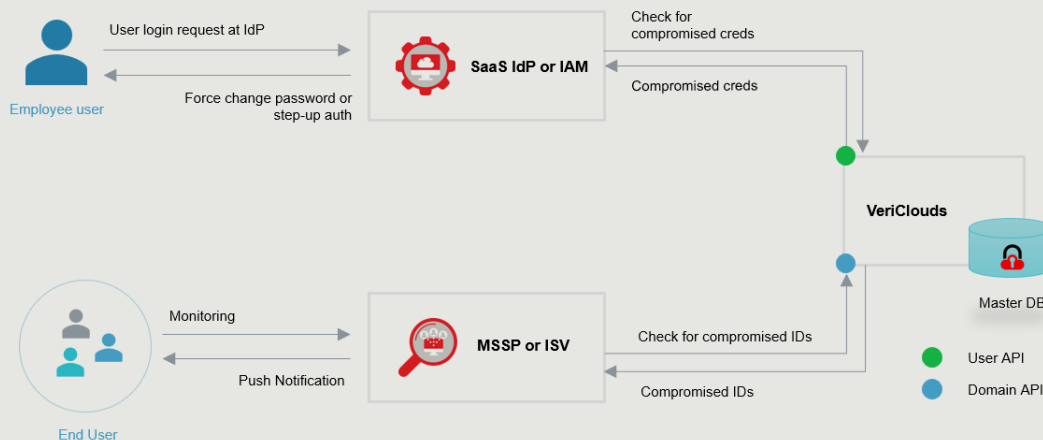 User login request at IdP
Employee user
Force change password or
step-up auth
SaaS IdP or IAM
Check for
compromised creds
Compromised creds
VeriClouds
Master DB
Monitoring
Push Notification
End User
MSSP or ISV
Check for compromised IDs
Compromised IDs
User API
Domain API